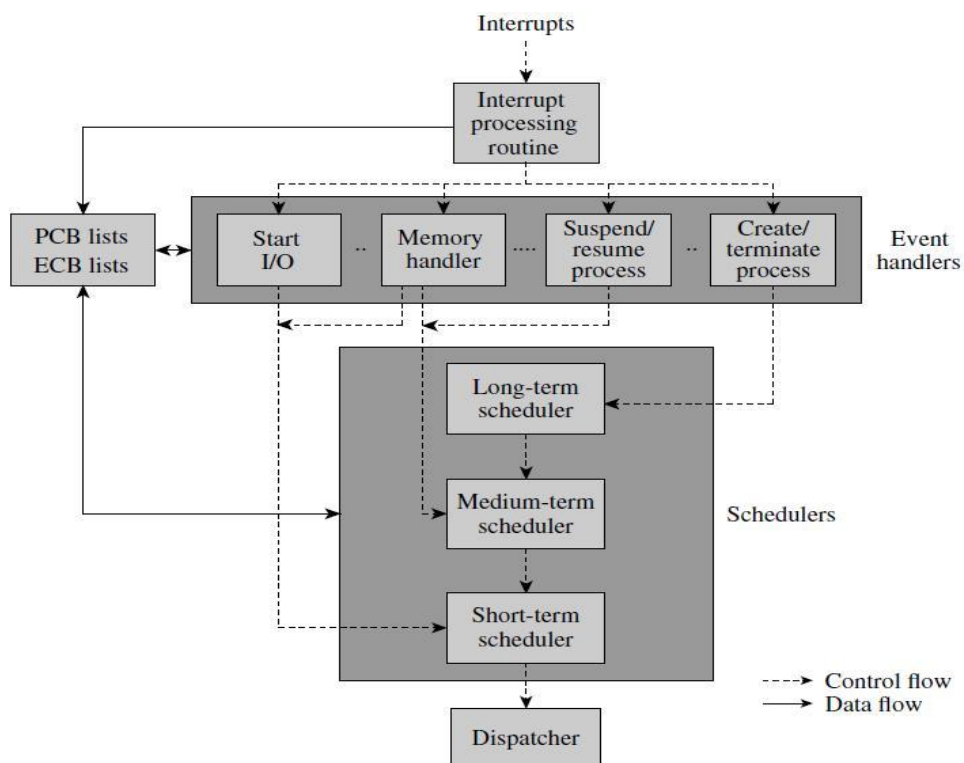 Interrupts
Interrupt
processing
routine
PCB lists
ECB lists
Start
I/O
..
Memory
handler
....
Suspend/
resume
process
..
Create/
terminate
process
Event
handlers
Long-term
scheduler
Medium-term
scheduler
Schedulers
Short-term
scheduler
Control flow
Data flow
Dispatcher